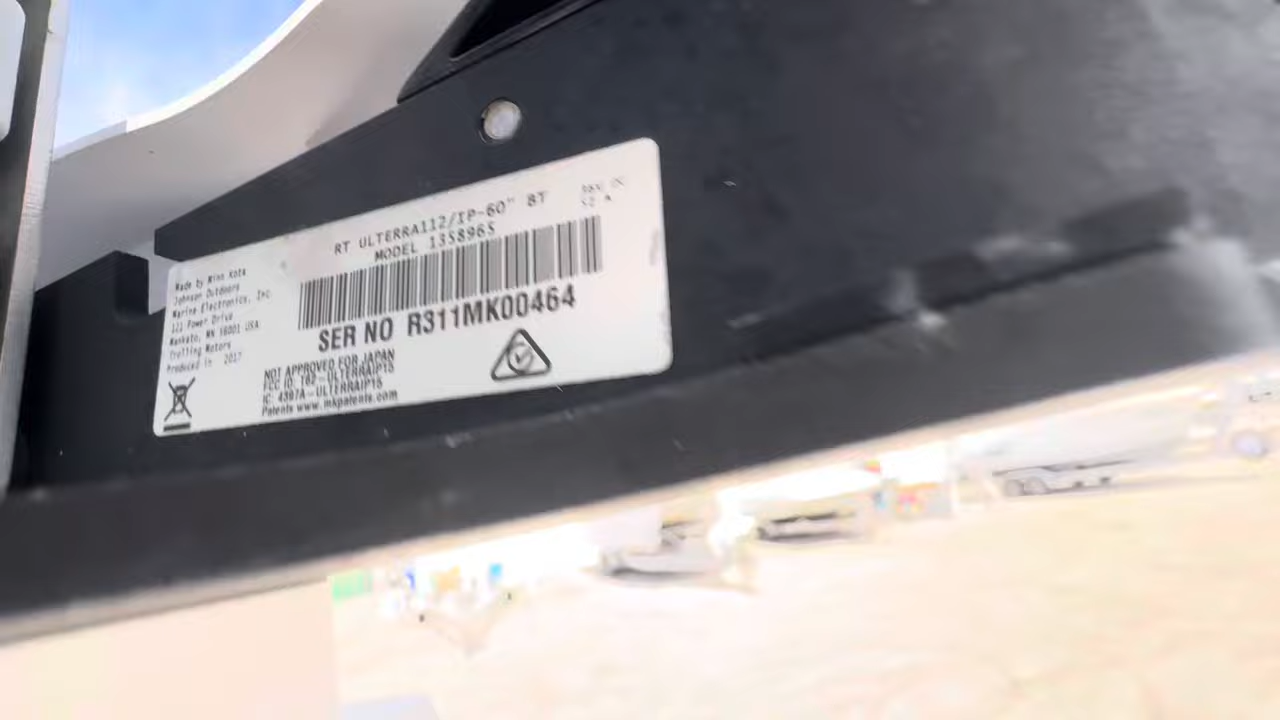 RT ULTERRA112/IP-60" BT
MODEL 1358965
SER NO R311MK00464
Made by Minn Kota
Johnson Outdoors
Marine Electronics, Inc.
121 Power Drive
Mankato, MN 56001 USA
Trolling Motors
Produced in 2017
NOT APPROVED FOR JAPAN
FCC ID: T62-ULTERRAIP15
IC: 4397A-ULTERRAIP15
Patents www.mkpatents.com